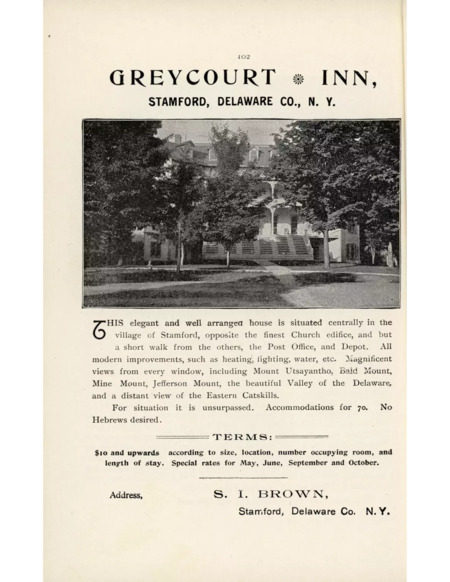 102
GREYCOURT ❋ INN,
STAMFORD, DELAWARE CO., N. Y.
THIS elegant and well arranged house is situated centrally in the
village of Stamford, opposite the finest Church edifice, and but
a short walk from the others, the Post Office, and Depot. All
modern improvements, such as heating, lighting, water, etc. Magnificent
views from every window, including Mount Utsayantho, Bald Mount,
Mine Mount, Jefferson Mount, the beautiful Valley of the Delaware,
and a distant view of the Eastern Catskills.
For situation it is unsurpassed. Accommodations for 70. No
Hebrews desired.
TERMS:
$10 and upwards according to size, location, number occupying room, and
length of stay. Special rates for May, June, September and October.
Address, S. I. BROWN,
Stamford, Delaware Co. N. Y.